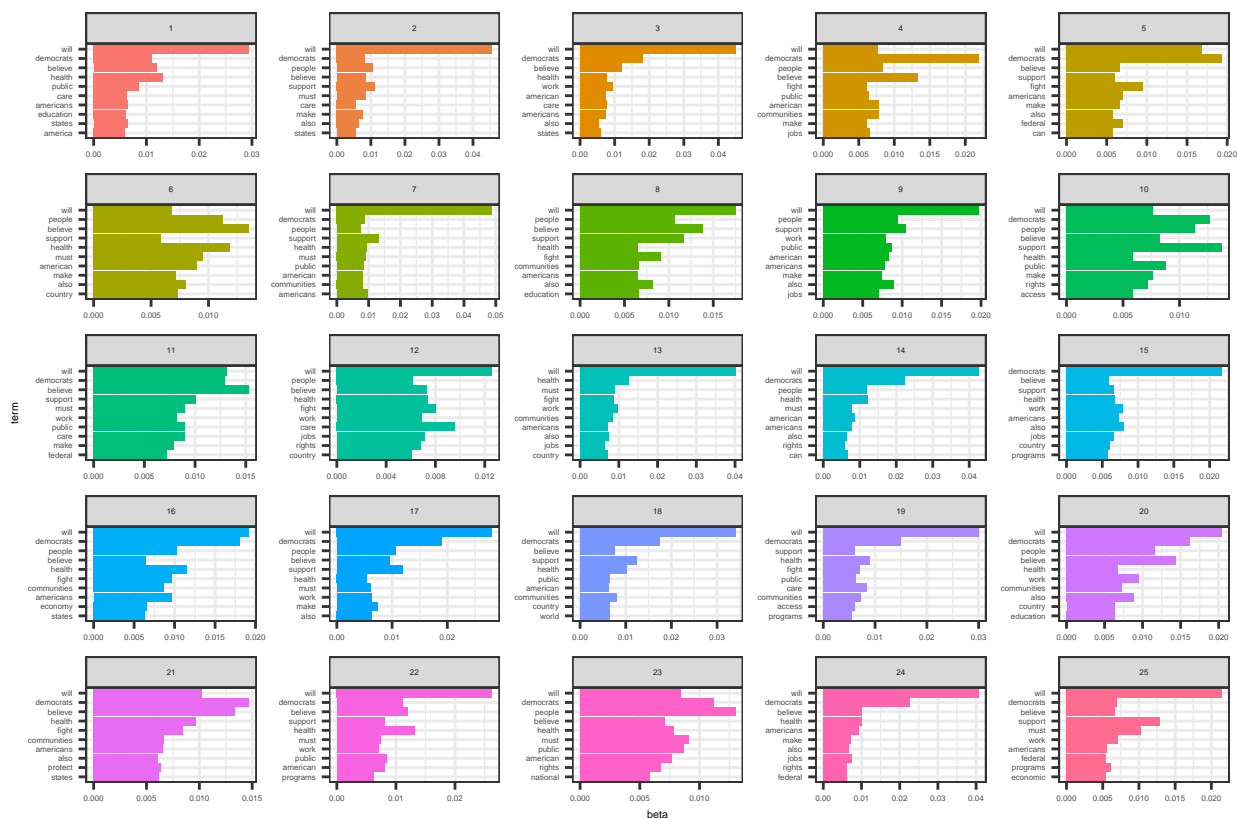 1
will
democrats
believe
health
public
care
americans
education
states
america
0.00 0.01 0.02 0.03
2
will
democrats
people
believe
support
must
care
make
also
states
0.00 0.01 0.02 0.03 0.04
3
will
democrats
believe
health
work
american
care
americans
also
states
0.00 0.01 0.02 0.03 0.04
4
will
democrats
people
believe
fight
public
american
communities
make
jobs
0.000 0.005 0.010 0.015 0.020
5
will
democrats
believe
support
fight
americans
make
also
federal
can
0.000 0.005 0.010 0.015 0.020
6
will
people
believe
support
health
must
american
make
also
country
0.000 0.005 0.010
7
will
democrats
people
support
health
must
public
american
communities
americans
0.00 0.01 0.02 0.03 0.04 0.05
8
will
people
believe
support
health
fight
communities
americans
also
education
0.000 0.005 0.010 0.015
9
will
people
believe
support
work
public
american
americans
make
also
jobs
0.000 0.005 0.010 0.015 0.020
10
will
democrats
people
believe
support
health
public
make
rights
access
0.000 0.005 0.010
term
11
will
democrats
believe
support
must
work
public
care
make
federal
0.000 0.005 0.010 0.015
12
will
people
believe
health
fight
work
care
jobs
rights
country
0.000 0.003 0.006 0.009 0.012
13
will
health
must
fight
work
communities
americans
also
jobs
country
0.00 0.01 0.02 0.03 0.04
14
will
democrats
people
health
must
american
americans
also
rights
can
0.00 0.01 0.02 0.03 0.04
15
democrats
believe
support
health
work
americans
also
jobs
country
programs
0.000 0.005 0.010 0.015 0.020
16
will
democrats
people
believe
health
fight
communities
americans
economy
states
0.000 0.005 0.010 0.015 0.020
17
will
democrats
people
believe
support
health
must
work
make
also
0.00 0.01 0.02
18
will
democrats
believe
support
health
public
american
communities
country
world
0.00 0.01 0.02 0.03
19
will
democrats
support
health
fight
public
care
communities
access
programs
0.00 0.01 0.02 0.03
20
will
democrats
people
believe
health
work
communities
also
country
education
0.000 0.005 0.010 0.015 0.020
21
will
democrats
believe
health
fight
communities
americans
also
protect
states
0.000 0.005 0.010 0.015
22
will
democrats
believe
support
health
must
work
public
american
programs
0.00 0.01 0.02
23
will
democrats
people
believe
health
must
public
american
rights
national
0.000 0.005 0.010
24
will
democrats
believe
health
americans
make
also
jobs
rights
federal
0.00 0.01 0.02 0.03 0.04
25
will
democrats
believe
support
must
work
americans
federal
programs
economic
0.000 0.005 0.010 0.015 0.020
beta